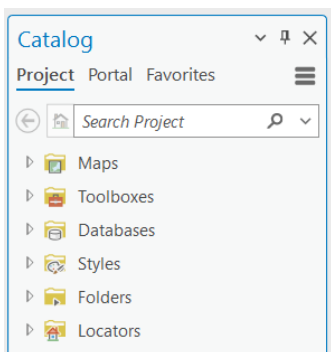 Catalog
Project Portal Favorites
Search Project
Maps
Toolboxes
Databases
Styles
Folders
Locators